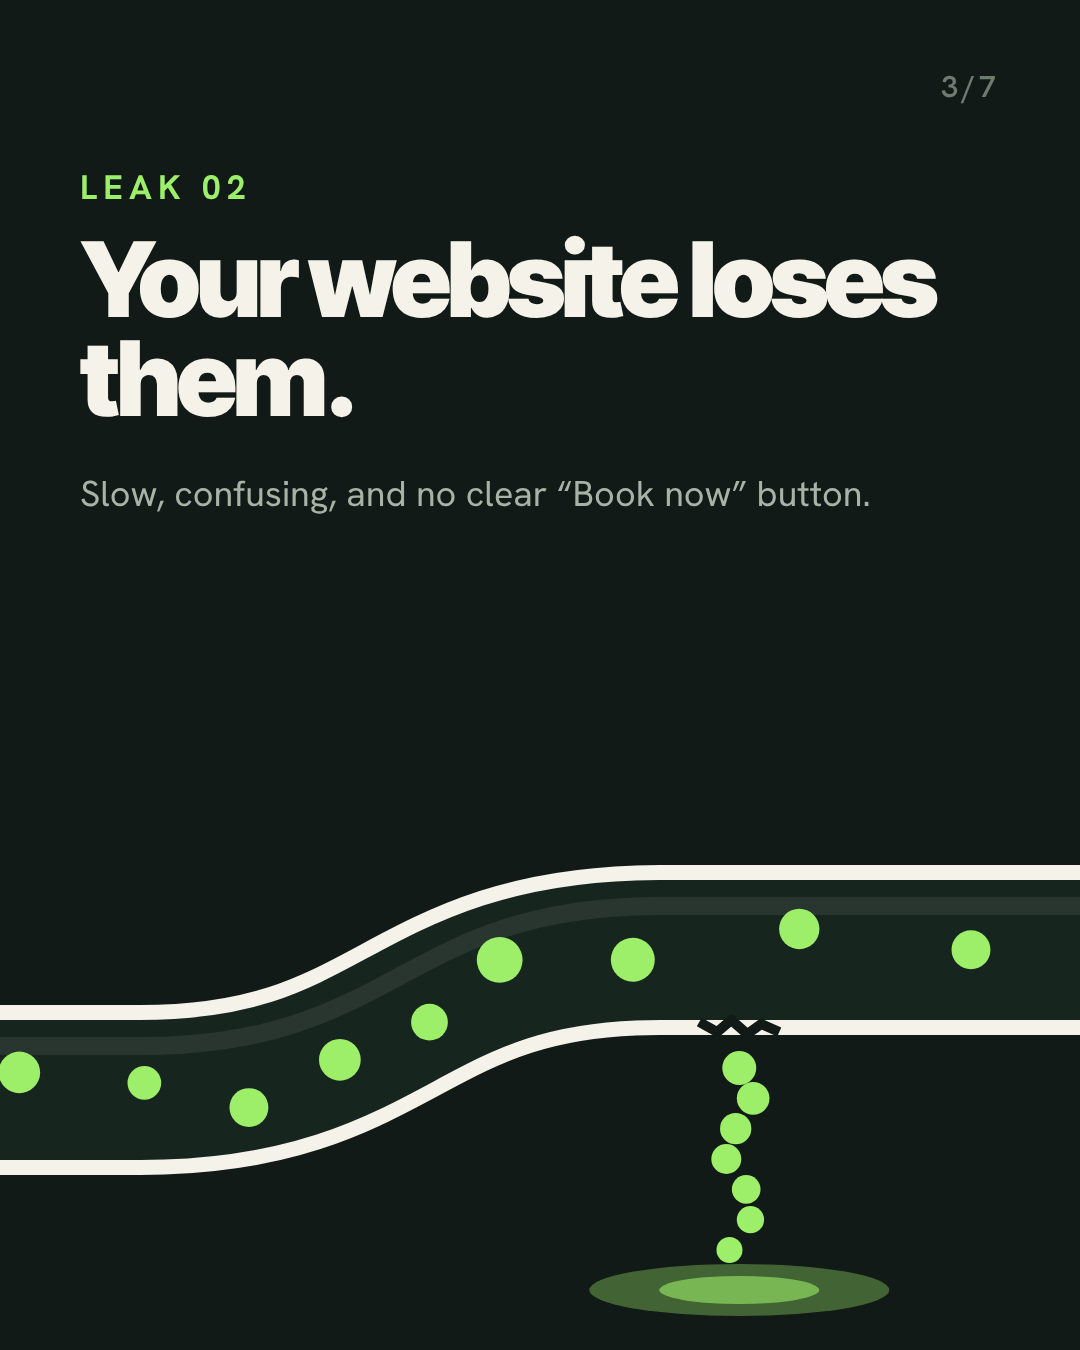 3/7
LEAK 02
Your website loses
them.
Slow, confusing, and no clear “Book now” button.